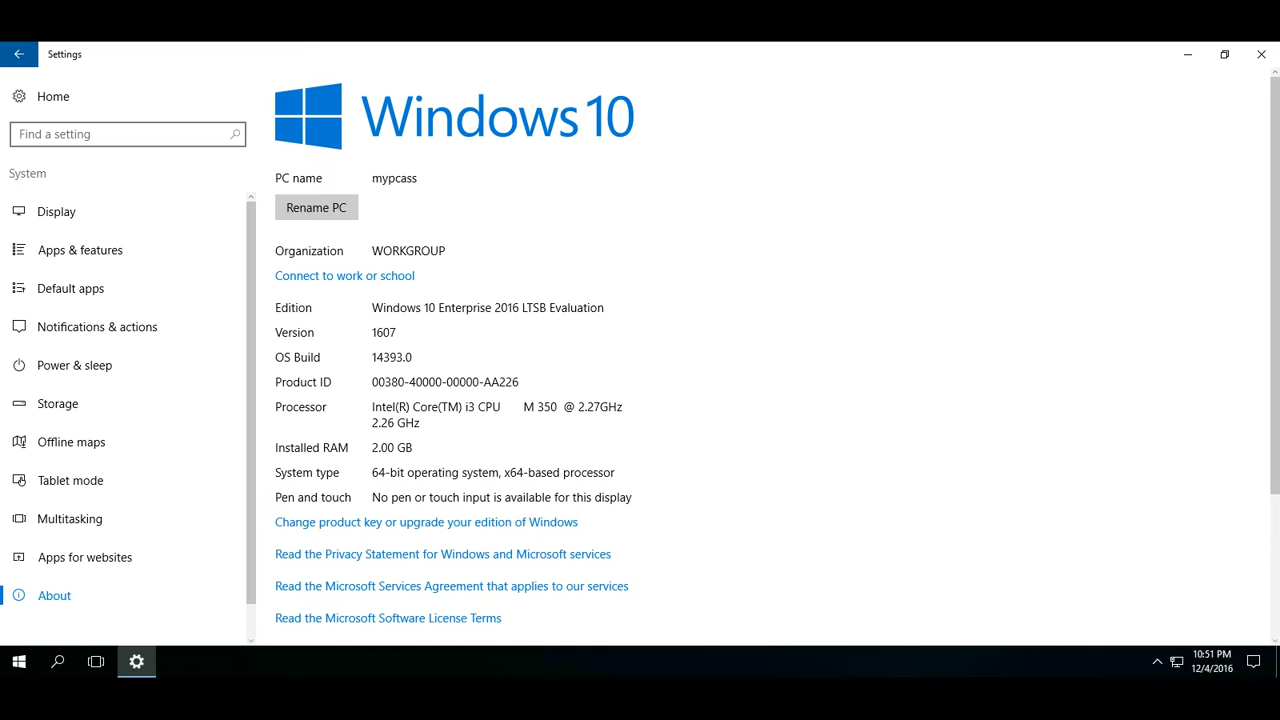 Settings
Home
Find a setting
System
Display
Apps & features
Default apps
Notifications & actions
Power & sleep
Storage
Offline maps
Tablet mode
Multitasking
Apps for websites
About
Windows 10
PC name mypcass
Rename PC
Organization WORKGROUP
Connect to work or school
Edition Windows 10 Enterprise 2016 LTSB Evaluation
Version 1607
OS Build 14393.0
Product ID 00380-40000-00000-AA226
Processor Intel(R) Core(TM) i3 CPU M 350 @ 2.27GHz
2.26 GHz
Installed RAM 2.00 GB
System type 64-bit operating system, x64-based processor
Pen and touch No pen or touch input is available for this display
Change product key or upgrade your edition of Windows
Read the Privacy Statement for Windows and Microsoft services
Read the Microsoft Services Agreement that applies to our services
Read the Microsoft Software License Terms
10:51 PM
12/4/2016